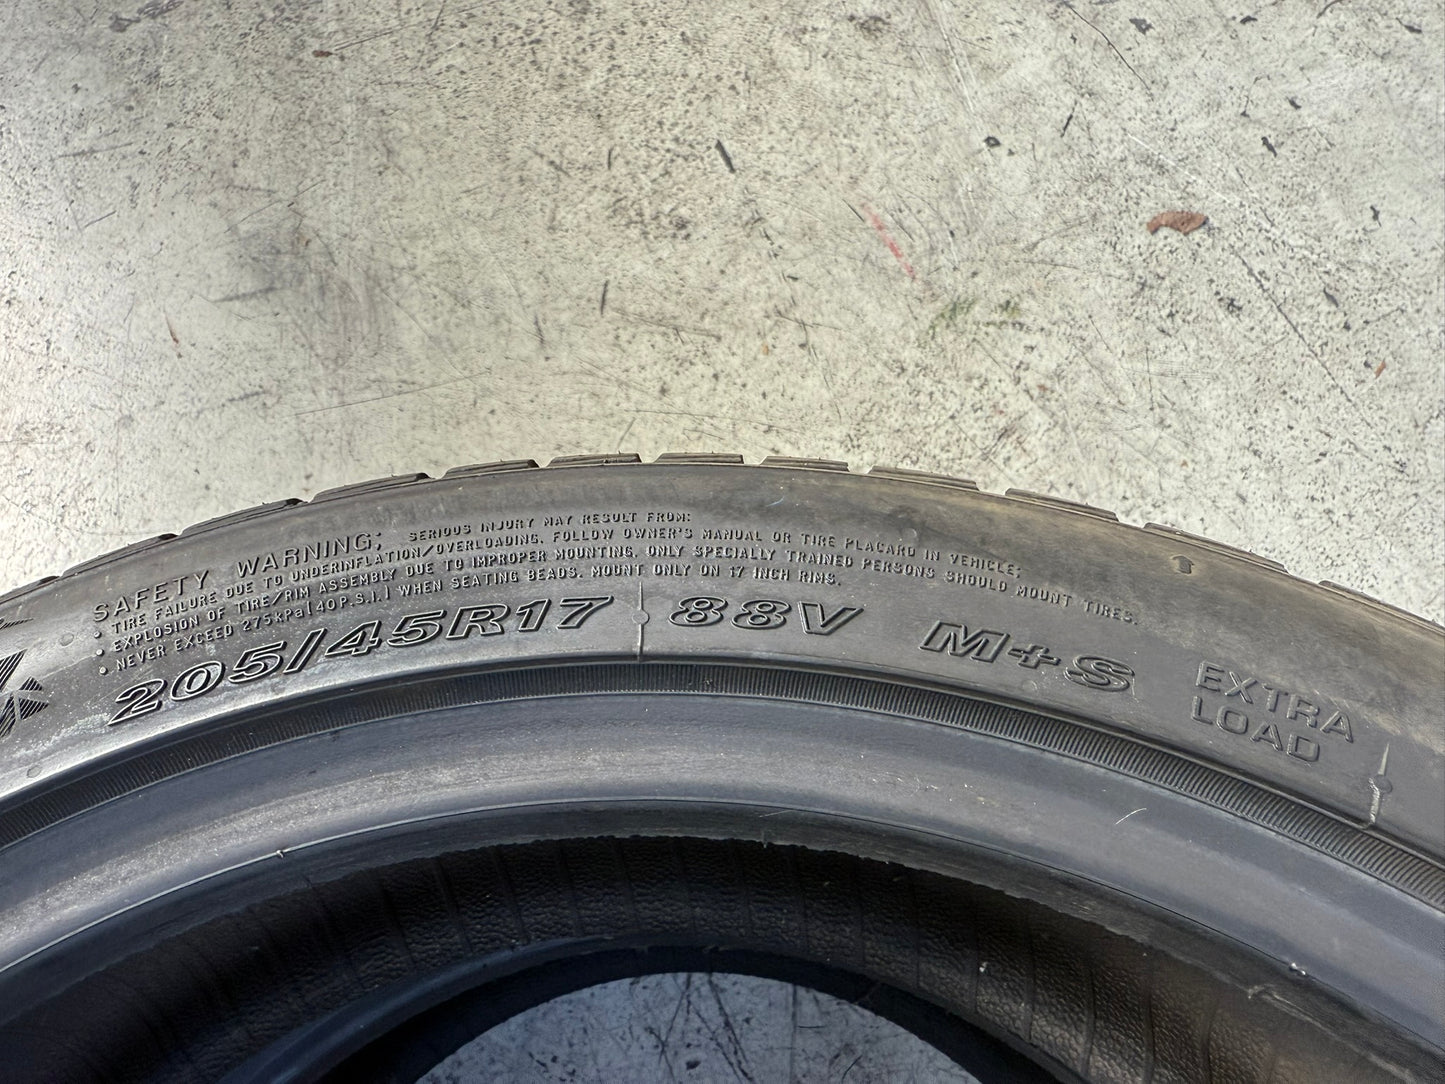 SAFETY WARNING; SERIOUS INJURY MAY RESULT FROM:
• TIRE FAILURE DUE TO UNDERINFLATION/OVERLOADING. FOLLOW OWNER'S MANUAL OR TIRE PLACARD IN VEHICLE;
• EXPLOSION OF TIRE/RIM ASSEMBLY DUE TO IMPROPER MOUNTING. ONLY SPECIALLY TRAINED PERSONS SHOULD MOUNT TIRES.
• NEVER EXCEED 275kPa(40P.S.I.) WHEN SEATING BEADS. MOUNT ONLY ON 17 INCH RIMS.
205/45R17 88V M+S
EXTRA
LOAD